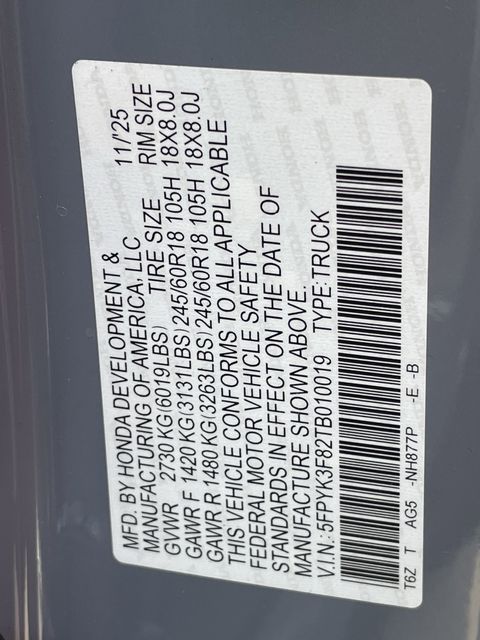 MFD. BY HONDA DEVELOPMENT &
MANUFACTURING OF AMERICA, LLC 11/'25
GVWR 2730 KG (6019LBS) TIRE SIZE RIM SIZE
GAWR F 1420 KG (3131LBS) 245/60R18 105H 18X8.0J
GAWR R 1480 KG (3263LBS) 245/60R18 105H 18X8.0J
THIS VEHICLE CONFORMS TO ALL APPLICABLE
FEDERAL MOTOR VEHICLE SAFETY
STANDARDS IN EFFECT ON THE DATE OF
MANUFACTURE SHOWN ABOVE.
V.I.N.: 5FPYK3F82TB010019 TYPE:TRUCK
T6Z T AG5 -NH877P -E -B